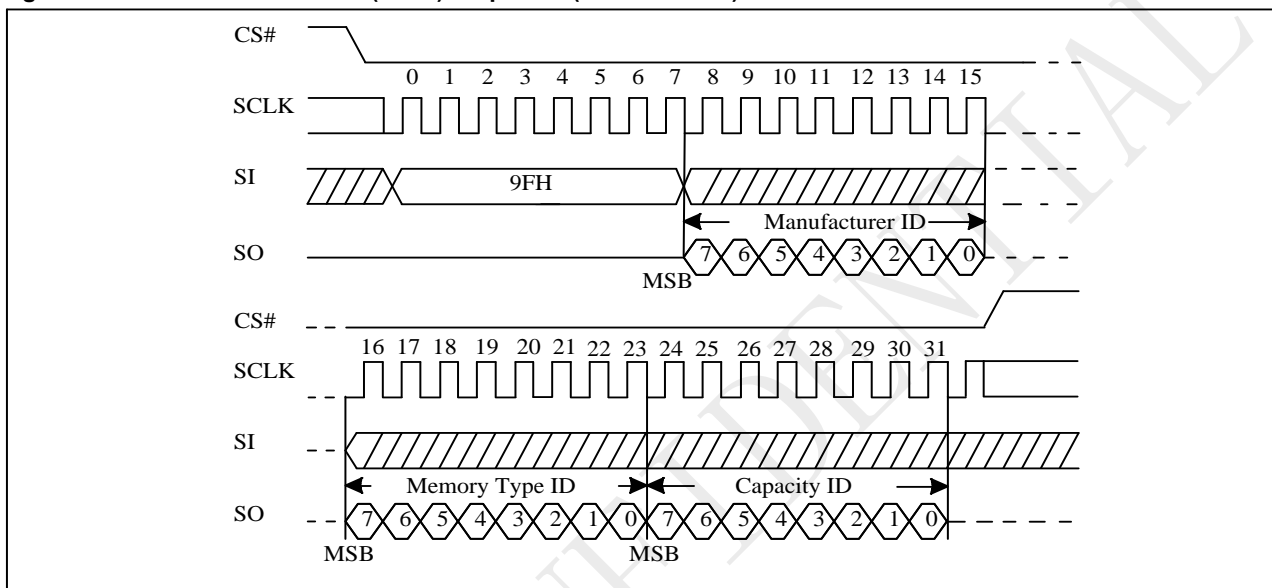 CS#
0 1 2 3 4 5 6 7 8 9 10 11 12 13 14 15
SCLK
SI
9FH
Manufacturer ID
SO
7 6 5 4 3 2 1 0
MSB
CS#
16 17 18 19 20 21 22 23 24 25 26 27 28 29 30 31
SCLK
SI
Memory Type ID Capacity ID
SO
7 6 5 4 3 2 1 0 7 6 5 4 3 2 1 0
MSB MSB